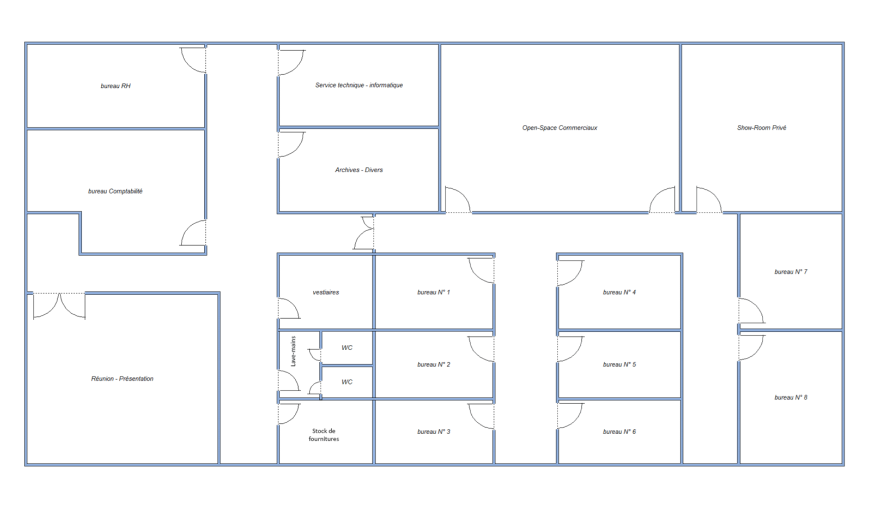 bureau RH
Service technique - informatique
Open-Space Commerciaux
Show-Room Privé
Archives - Divers
bureau Comptabilité
bureau N° 7
vestiaires
bureau N° 1
bureau N° 4
Lave-mains
WC
bureau N° 2
bureau N° 5
WC
Réunion - Présentation
bureau N° 8
Stock de
fournitures
bureau N° 3
bureau N° 6